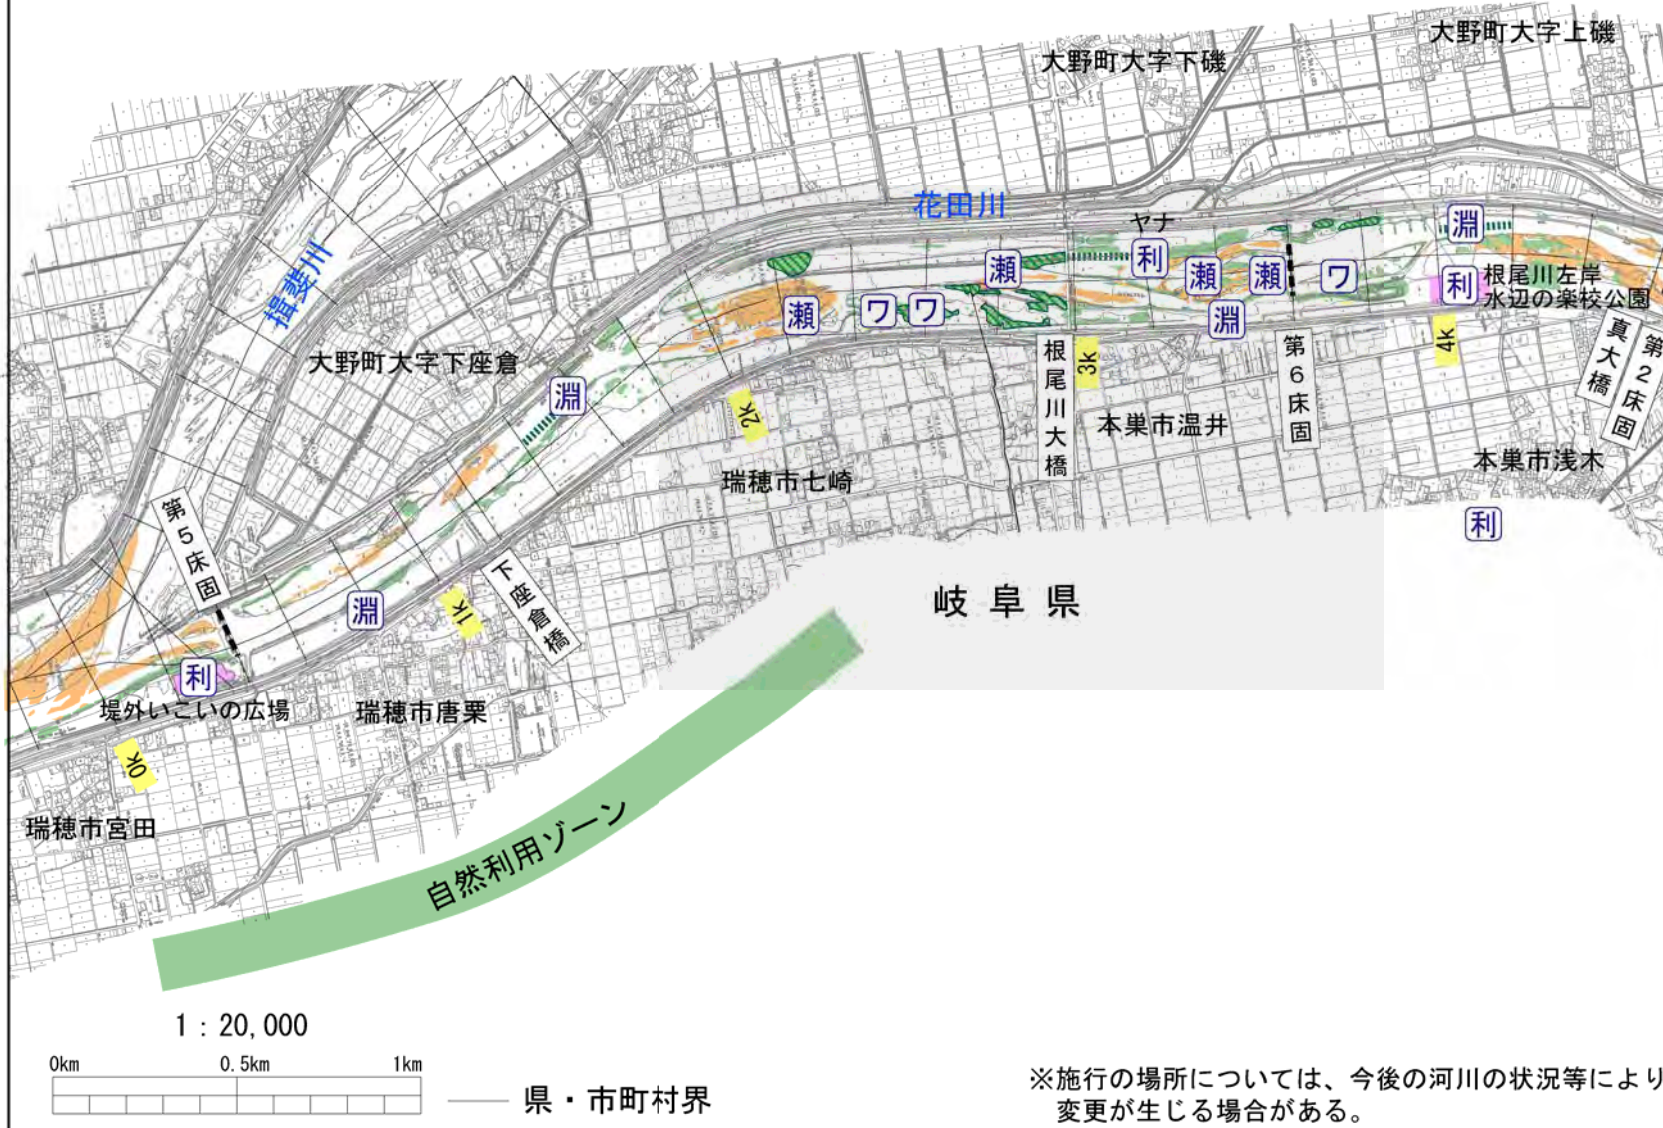 大野町大字上磯
大野町大字下磯
花田川
ヤナ
揖斐川
淵
利
瀬
瀬
瀬
ワ
利
根尾川左岸
水辺の楽校公園
瀬
ワ
ワ
淵
真大橋
第2床固
4k
3k
根尾川大橋
第6床固
大野町大字下座倉
淵
2k
本巣市温井
瑞穂市七崎
本巣市浅木
利
第5床固
下座倉橋
1k
淵
岐阜県
利
堤外いこいの広場
瑞穂市唐栗
0k
瑞穂市宮田
自然利用ゾーン
1：20,000
0km 0.5km 1km
県・市町村界
※施行の場所については、今後の河川の状況等により
変更が生じる場合がある。